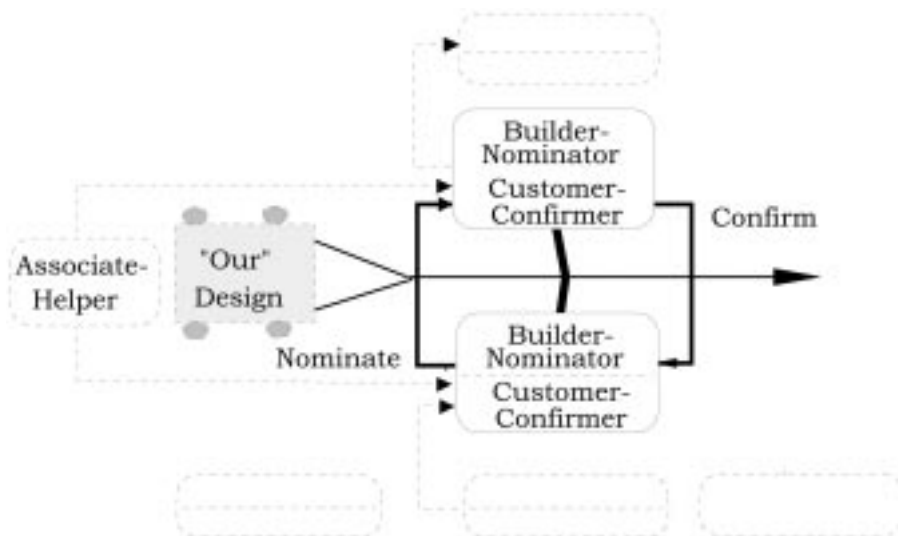 Builder-
Nominator
Customer-
Confirmer
Confirm
Associate-
Helper
"Our"
Design
Nominate
Builder-
Nominator
Customer-
Confirmer